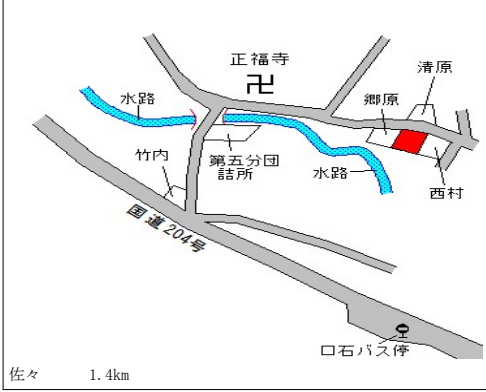 正福寺
卍
清原
水路
郷原
竹内
第五分団
詰所
水路
西村
国道204号
口石バス停
佐々 1.4km